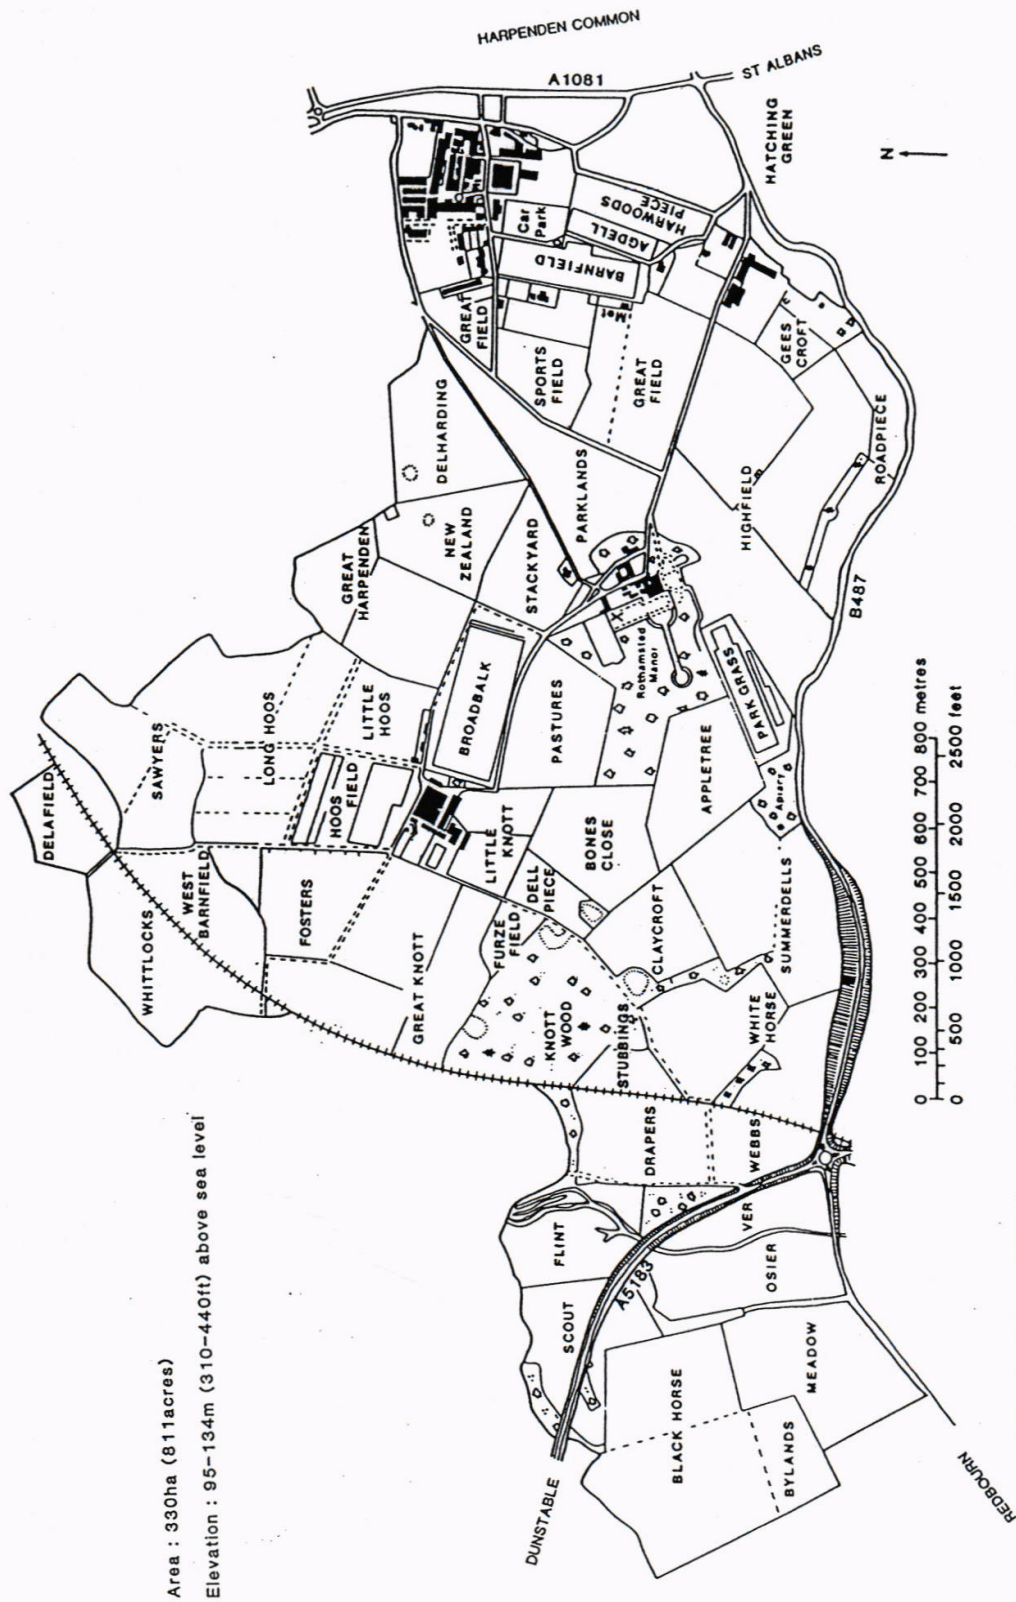 Area : 330ha (811acres)
Elevation : 95-134m (310-440ft) above sea level
DELAFIELD
WHITTLOCKS
WEST
BARNFIELD
SAWYERS
LONG HOOS
FOSTERS
HOOS
FIELD
LITTLE
HOOS
GREAT
HARPENDEN
DELHARDING
NEW
ZEALAND
STACKYARD
PARKLANDS
BROADBALK
PASTURES
GREAT KNOTT
LITTLE
KNOTT
FURZE
FIELD
DELL
PIECE
BONES
CLOSE
KNOTT
WOOD
STUBBINGS
CLAYCROFT
APPLETREE
Rothamsted
Manor
PARK GRASS
Apiary
SUMMERDELLS
WHITE
HORSE
DRAPERS
WEBBS
VER
FLINT
SCOUT
OSIER
A5183
DUNSTABLE
BLACK HORSE
BYLANDS
MEADOW
REDBOURN
GREAT
FIELD
SPORTS
FIELD
GREAT
FIELD
Met
BARNFIELD
Car
Park
AGDELL
HARWOODS
PIECE
HIGHFIELD
GEES
CROFT
ROADPIECE
B487
HARPENDEN COMMON
A1081
ST ALBANS
HATCHING
GREEN
N
0 100 200 300 400 500 600 700 800 metres
0 500 1000 1500 2000 2500 feet